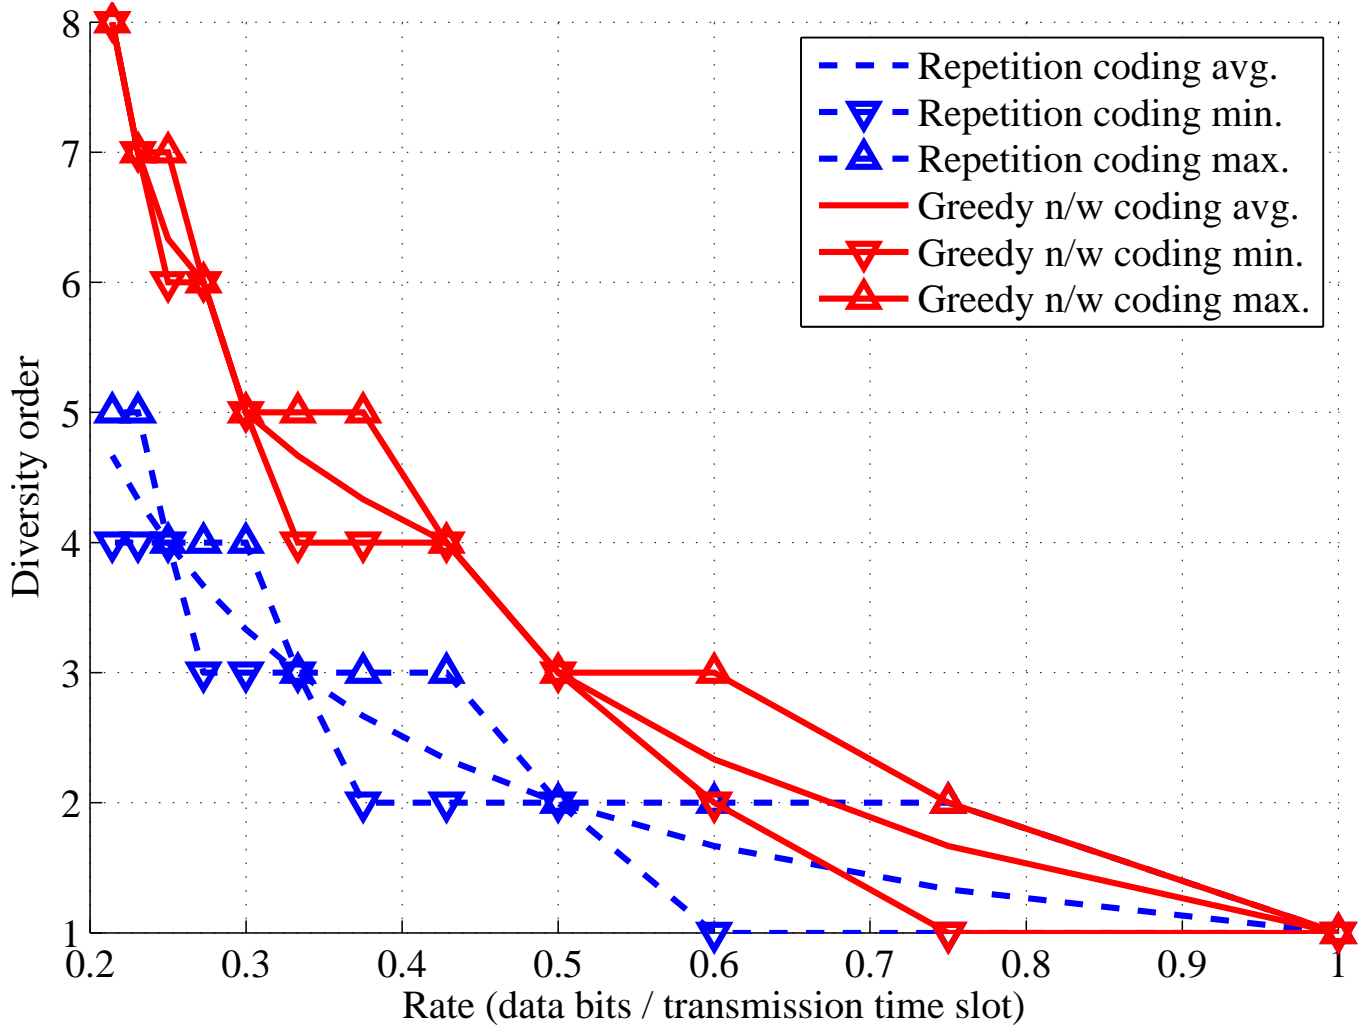 8
7
6
5
4
3
2
1
Diversity order
0.2 0.3 0.4 0.5 0.6 0.7 0.8 0.9 1
Rate (data bits / transmission time slot)
Repetition coding avg.
Repetition coding min.
Repetition coding max.
Greedy n/w coding avg.
Greedy n/w coding min.
Greedy n/w coding max.